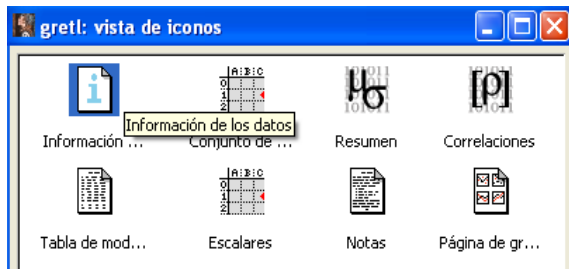 gretl: vista de iconos
Información de los datos
Información ... Conjunto de ... Resumen Correlaciones
Tabla de mod... Escalares Notas Página de gr...